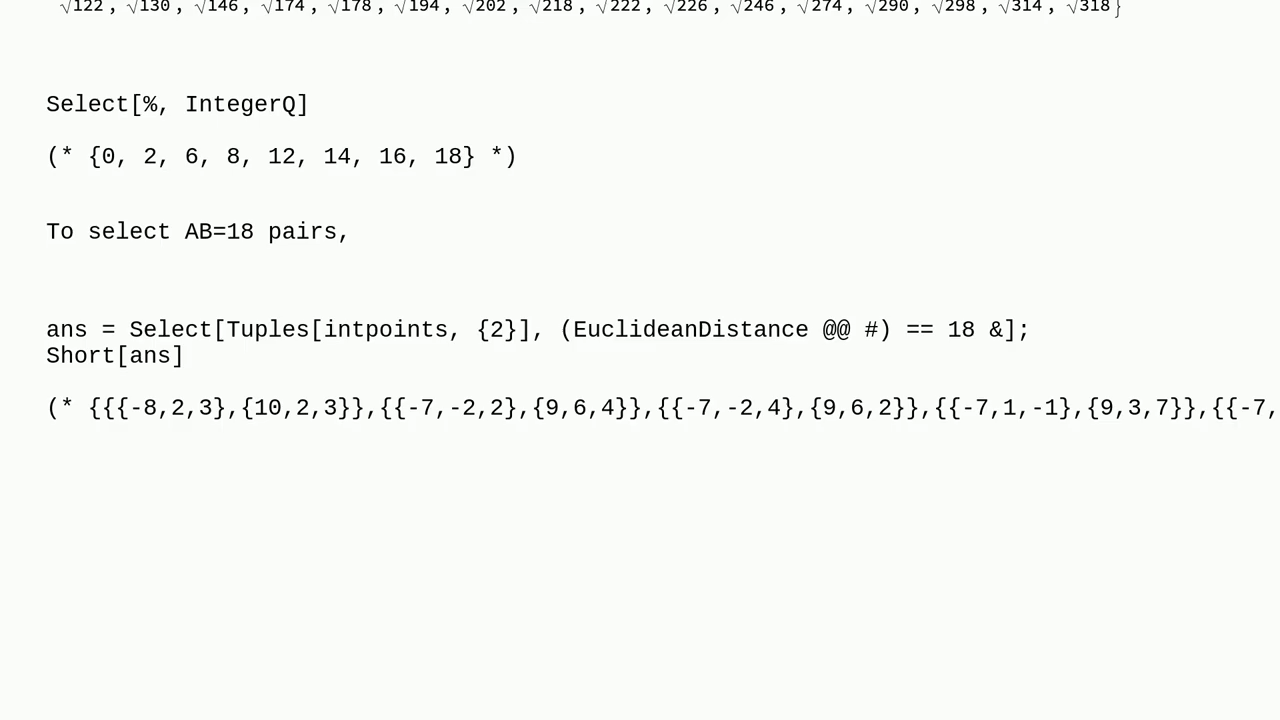 √122, √130, √146, √174, √178, √194, √202, √218, √222, √226, √246, √274, √290, √298, √314, √318}
Select[%, IntegerQ]
(* {0, 2, 6, 8, 12, 14, 16, 18} *)
To select AB=18 pairs,
ans = Select[Tuples[intpoints, {2}], (EuclideanDistance @@ #) == 18 &];
Short[ans]
(* {{{-8,2,3},{10,2,3}},{{-7,-2,2},{9,6,4}},{{-7,-2,4},{9,6,2}},{{-7,1,-1},{9,3,7}},{{-7,